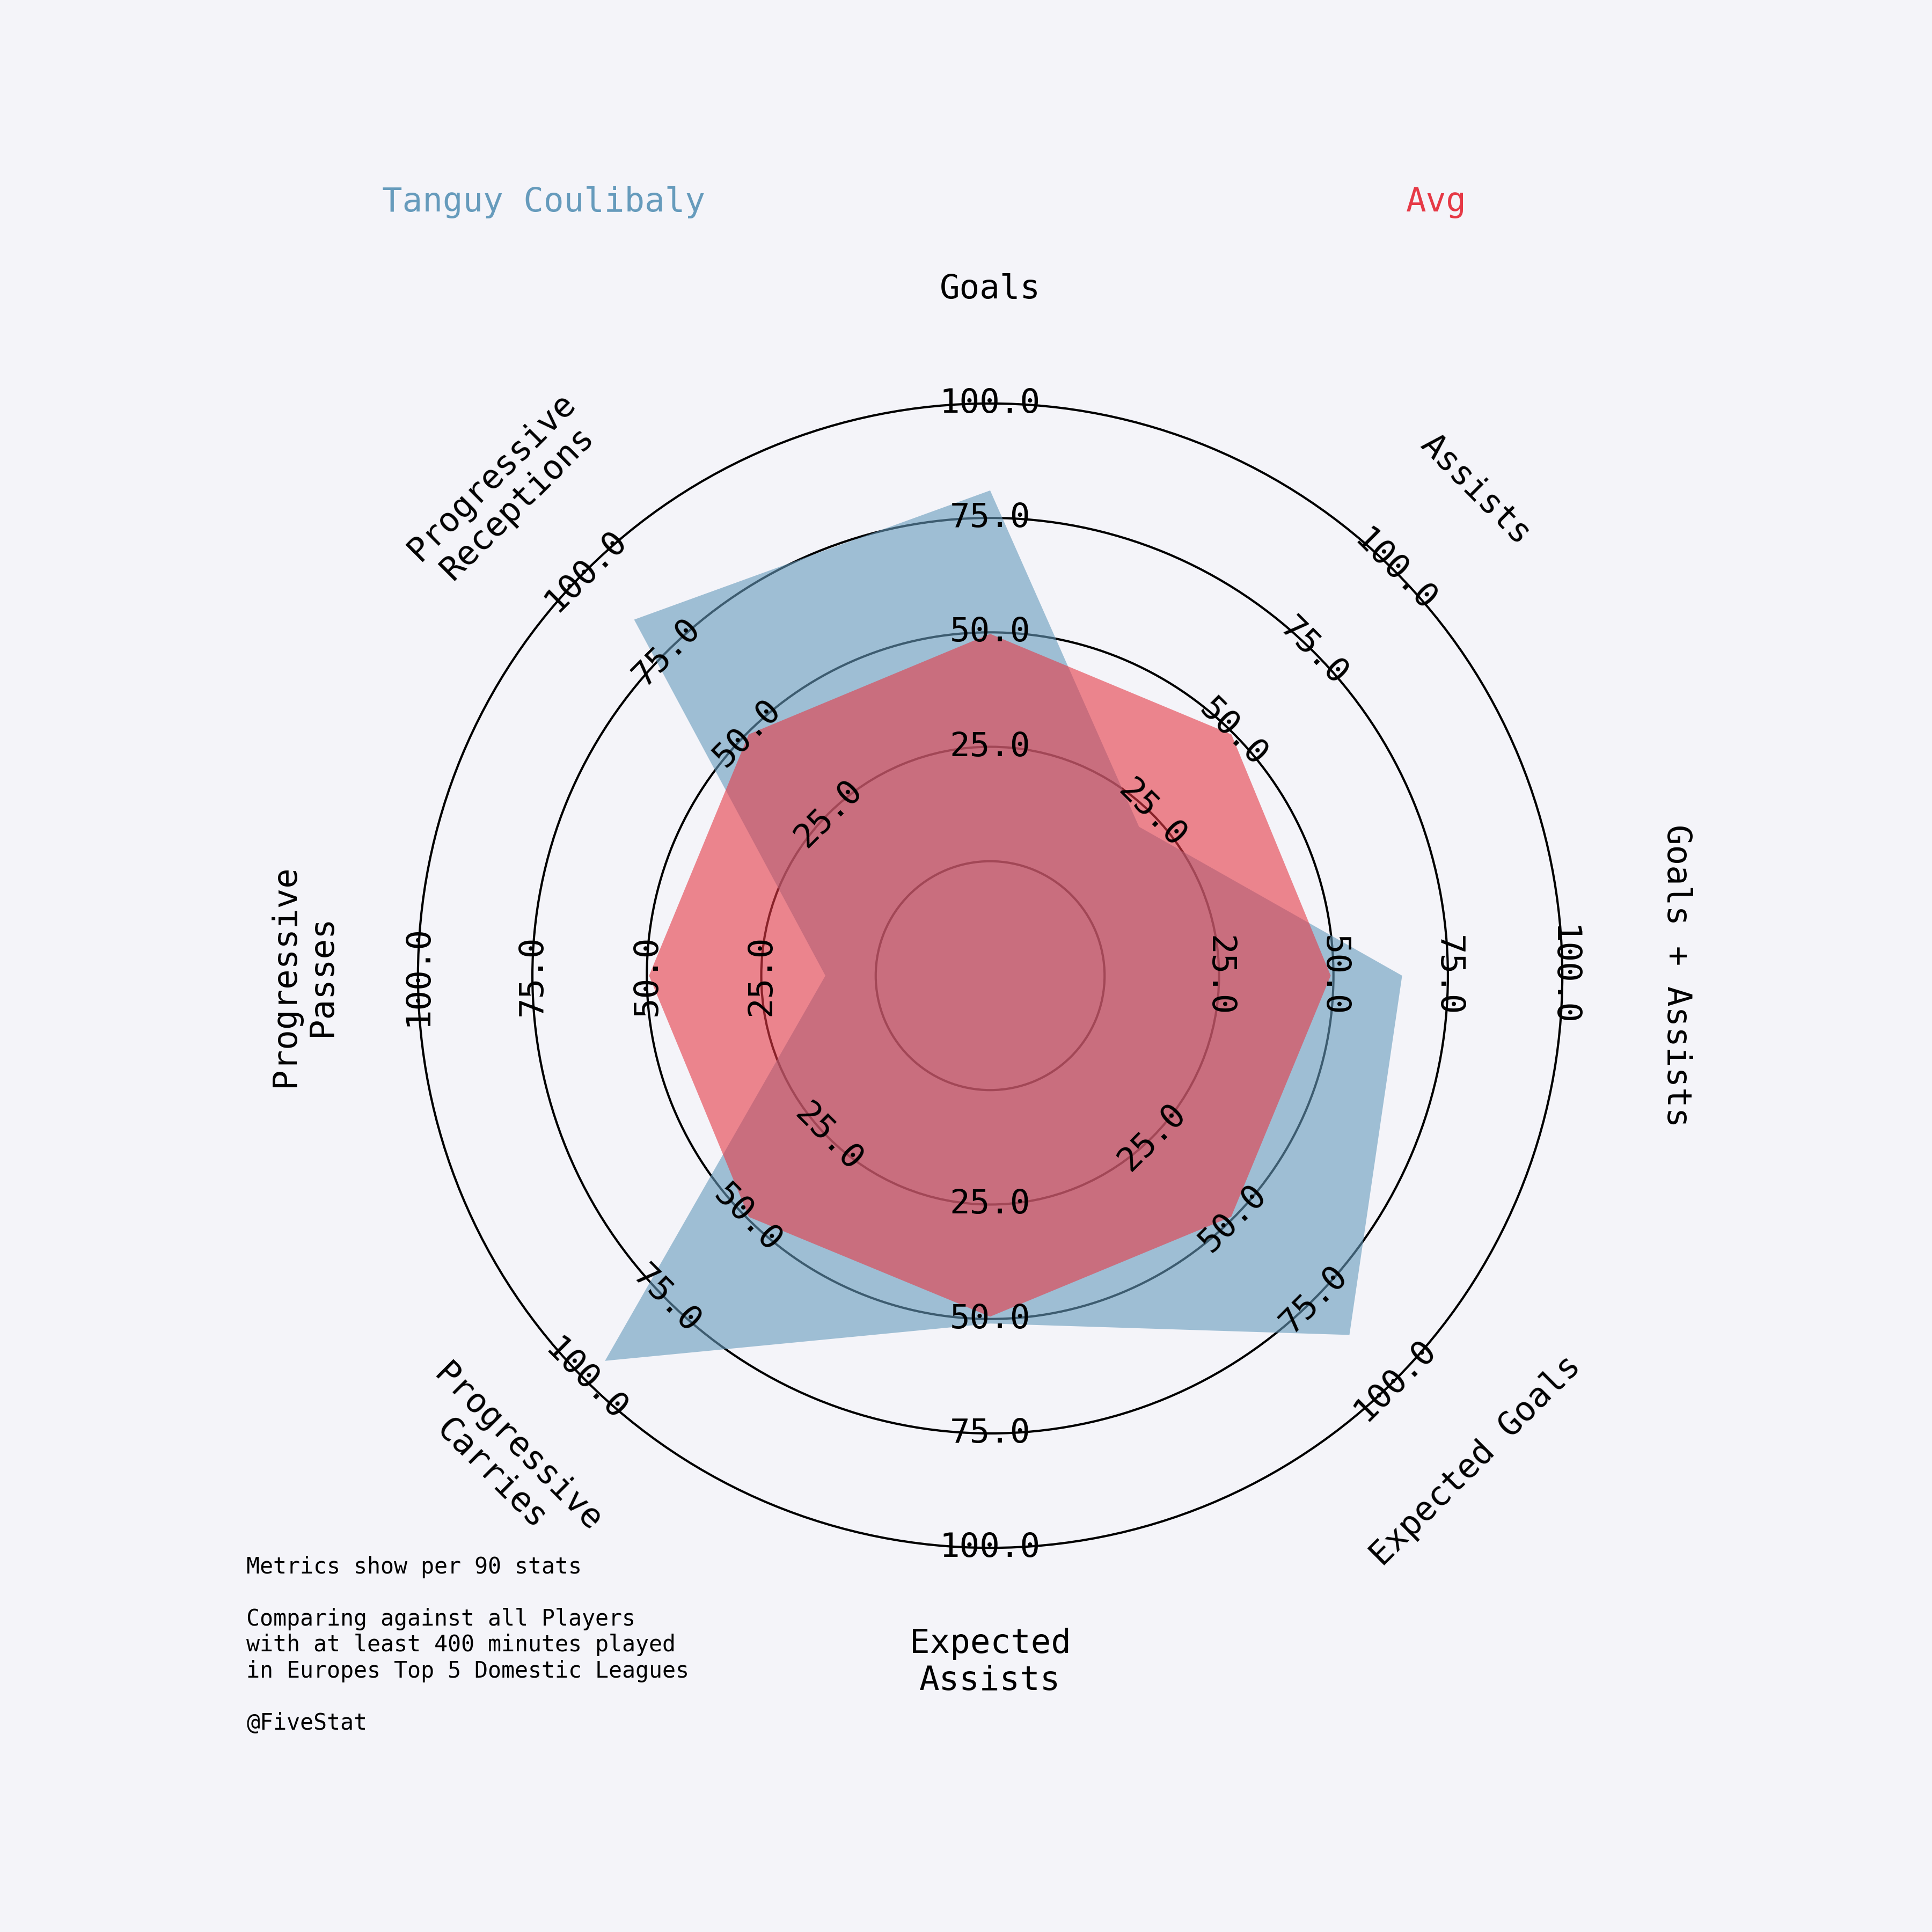 Tanguy Coulibaly
Avg
Goals
Assists
Goals + Assists
Expected Goals
Expected
Assists
Progressive
Carries
Progressive
Passes
Progressive
Receptions
25.0
50.0
75.0
100.0
25.0
50.0
75.0
100.0
25.0
50.0
75.0
100.0
25.0
50.0
75.0
100.0
25.0
50.0
75.0
100.0
25.0
50.0
75.0
100.0
25.0
50.0
75.0
100.0
25.0
50.0
75.0
100.0
Metrics show per 90 stats
Comparing against all Players
with at least 400 minutes played
in Europes Top 5 Domestic Leagues
@FiveStat